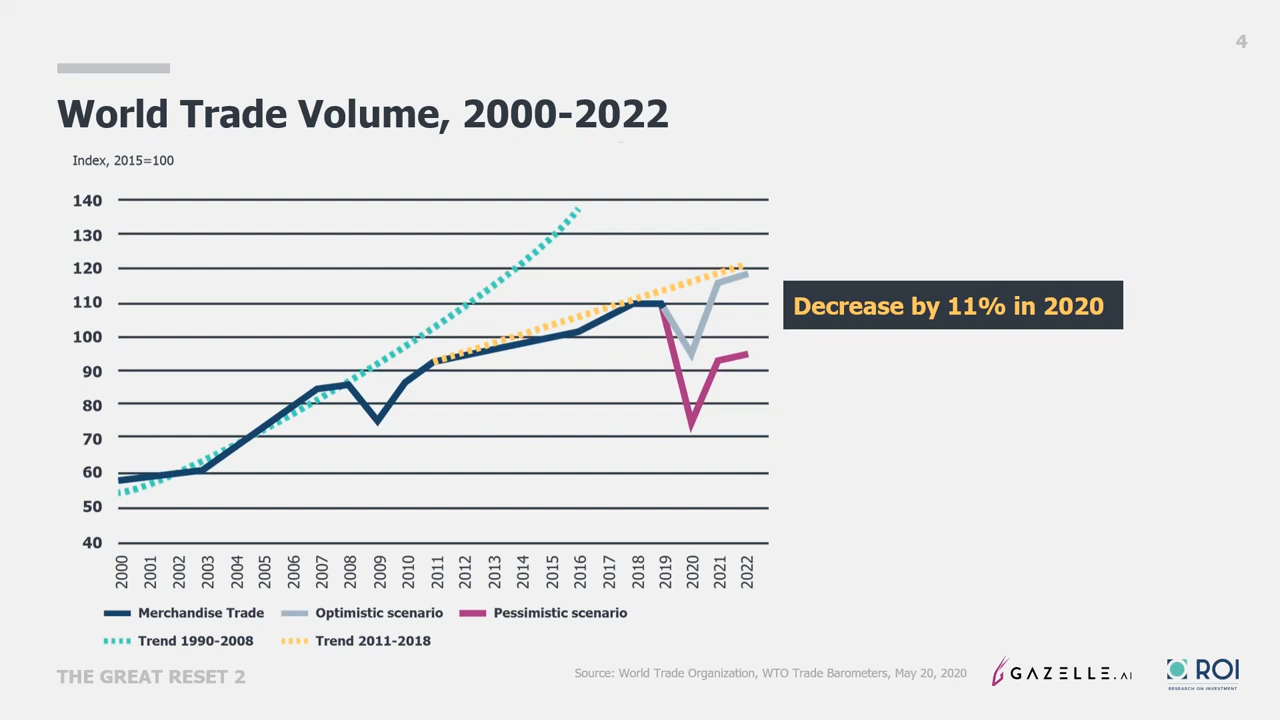 4
World Trade Volume, 2000-2022
Index, 2015=100
140
130
120
110
100
90
80
70
60
50
40
2000 2001 2002 2003 2004 2005 2006 2007 2008 2009 2010 2011 2012 2013 2014 2015 2016 2017 2018 2019 2020 2021 2022
Decrease by 11% in 2020
Merchandise Trade Optimistic scenario Pessimistic scenario
Trend 1990-2008 Trend 2011-2018
THE GREAT RESET 2
Source: World Trade Organization, WTO Trade Barometers, May 20, 2020
GAZELLE.AI
ROI
RESEARCH ON INVESTMENT